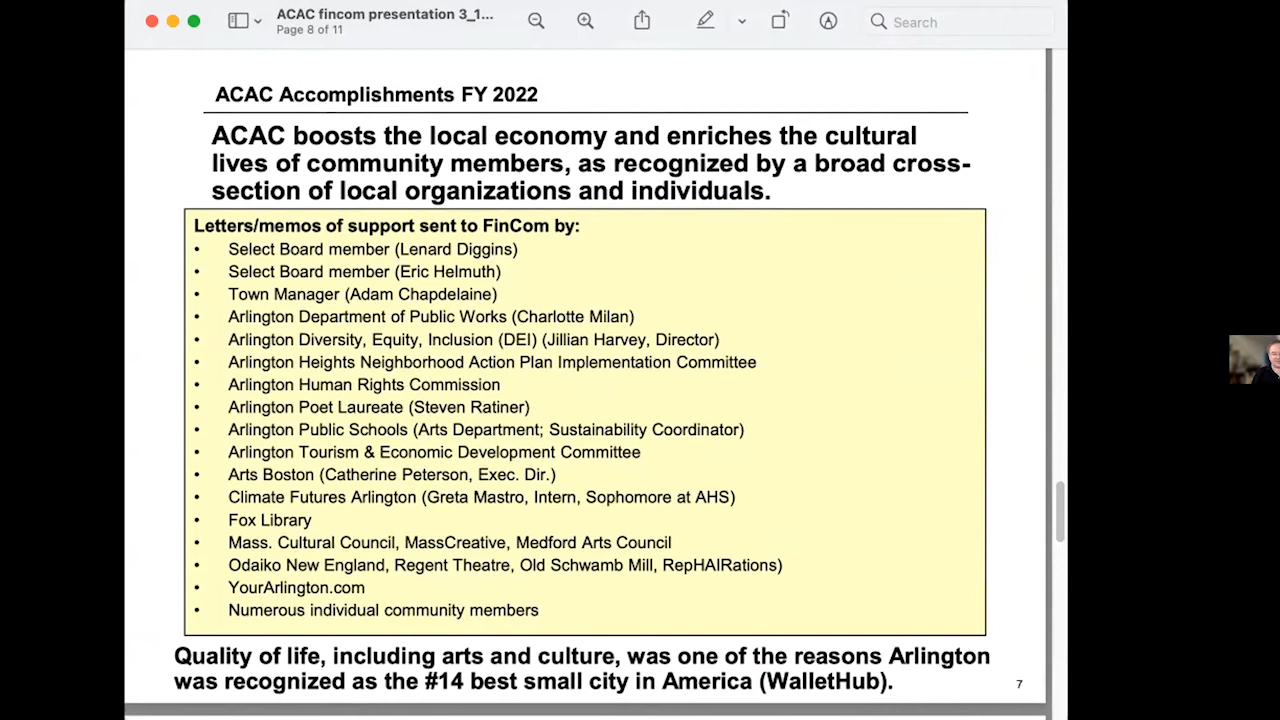 ACAC fincom presentation 3_1...
Page 8 of 11
Search
ACAC Accomplishments FY 2022
ACAC boosts the local economy and enriches the cultural
lives of community members, as recognized by a broad cross-
section of local organizations and individuals.
Letters/memos of support sent to FinCom by:
• Select Board member (Lenard Diggins)
• Select Board member (Eric Helmuth)
• Town Manager (Adam Chapdelaine)
• Arlington Department of Public Works (Charlotte Milan)
• Arlington Diversity, Equity, Inclusion (DEI) (Jillian Harvey, Director)
• Arlington Heights Neighborhood Action Plan Implementation Committee
• Arlington Human Rights Commission
• Arlington Poet Laureate (Steven Ratiner)
• Arlington Public Schools (Arts Department; Sustainability Coordinator)
• Arlington Tourism & Economic Development Committee
• Arts Boston (Catherine Peterson, Exec. Dir.)
• Climate Futures Arlington (Greta Mastro, Intern, Sophomore at AHS)
• Fox Library
• Mass. Cultural Council, MassCreative, Medford Arts Council
• Odaiko New England, Regent Theatre, Old Schwamb Mill, RepHAIRations)
• YourArlington.com
• Numerous individual community members
Quality of life, including arts and culture, was one of the reasons Arlington
was recognized as the #14 best small city in America (WalletHub).
7